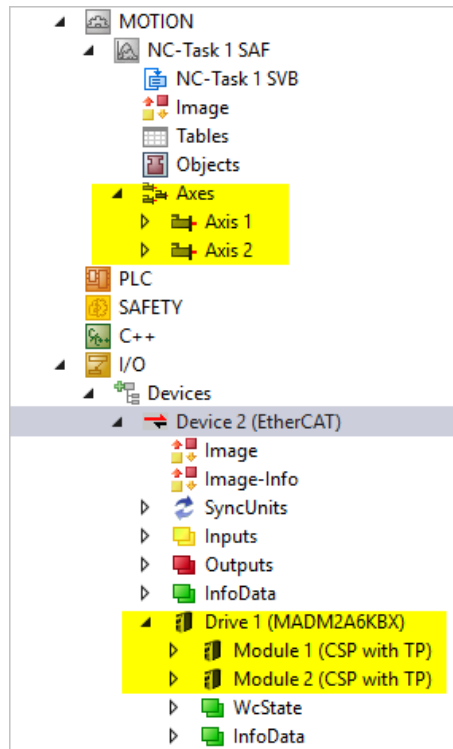 MOTION
NC-Task 1 SAF
NC-Task 1 SVB
Image
Tables
Objects
Axes
Axis 1
Axis 2
PLC
SAFETY
C++
I/O
Devices
Device 2 (EtherCAT)
Image
Image-Info
SyncUnits
Inputs
Outputs
InfoData
Drive 1 (MADM2A6KBX)
Module 1 (CSP with TP)
Module 2 (CSP with TP)
WcState
InfoData